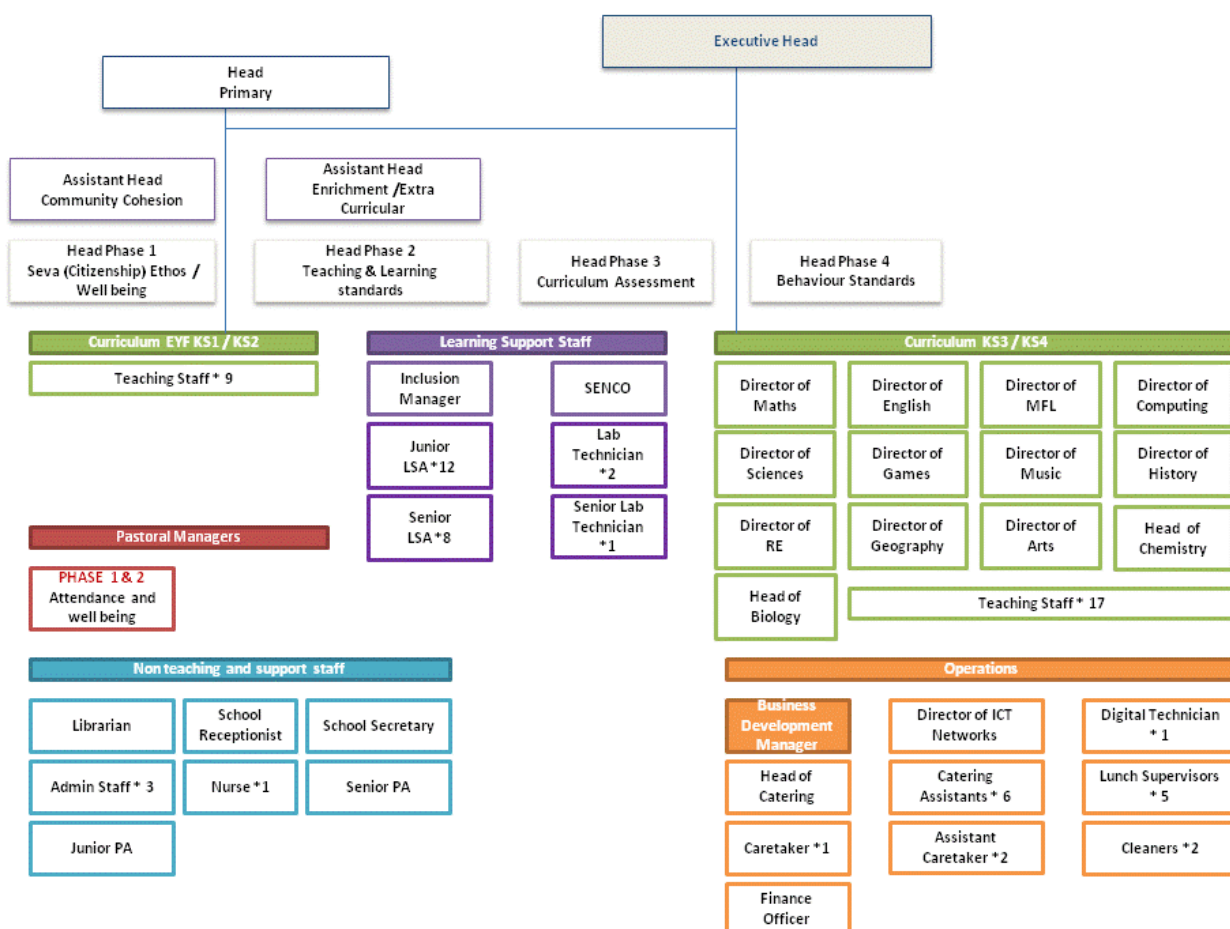 Executive Head
Head
Primary
Assistant Head
Community Cohesion
Assistant Head
Enrichment /Extra
Curricular
Head Phase 1
Seva (Citizenship) Ethos /
Well being
Head Phase 2
Teaching & Learning
standards
Head Phase 3
Curriculum Assessment
Head Phase 4
Behaviour Standards
Curriculum EYF KS1 / KS2
Teaching Staff * 9
Learning Support Staff
Inclusion
Manager
SENCO
Junior
LSA *12
Lab
Technician
*2
Senior
LSA *8
Senior Lab
Technician
*1
Curriculum KS3 / KS4
Director of
Maths
Director of
English
Director of
MFL
Director of
Computing
Director of
Sciences
Director of
Games
Director of
Music
Director of
History
Director of
RE
Director of
Geography
Director of
Arts
Head of
Chemistry
Head of
Biology
Teaching Staff * 17
Pastoral Managers
PHASE 1 & 2
Attendance and
well being
Non teaching and support staff
Librarian
School
Receptionist
School Secretary
Admin Staff * 3
Nurse *1
Senior PA
Junior PA
Operations
Business
Development
Manager
Director of ICT
Networks
Digital Technician
* 1
Head of
Catering
Catering
Assistants * 6
Lunch Supervisors
* 5
Caretaker *1
Assistant
Caretaker *2
Cleaners *2
Finance
Officer